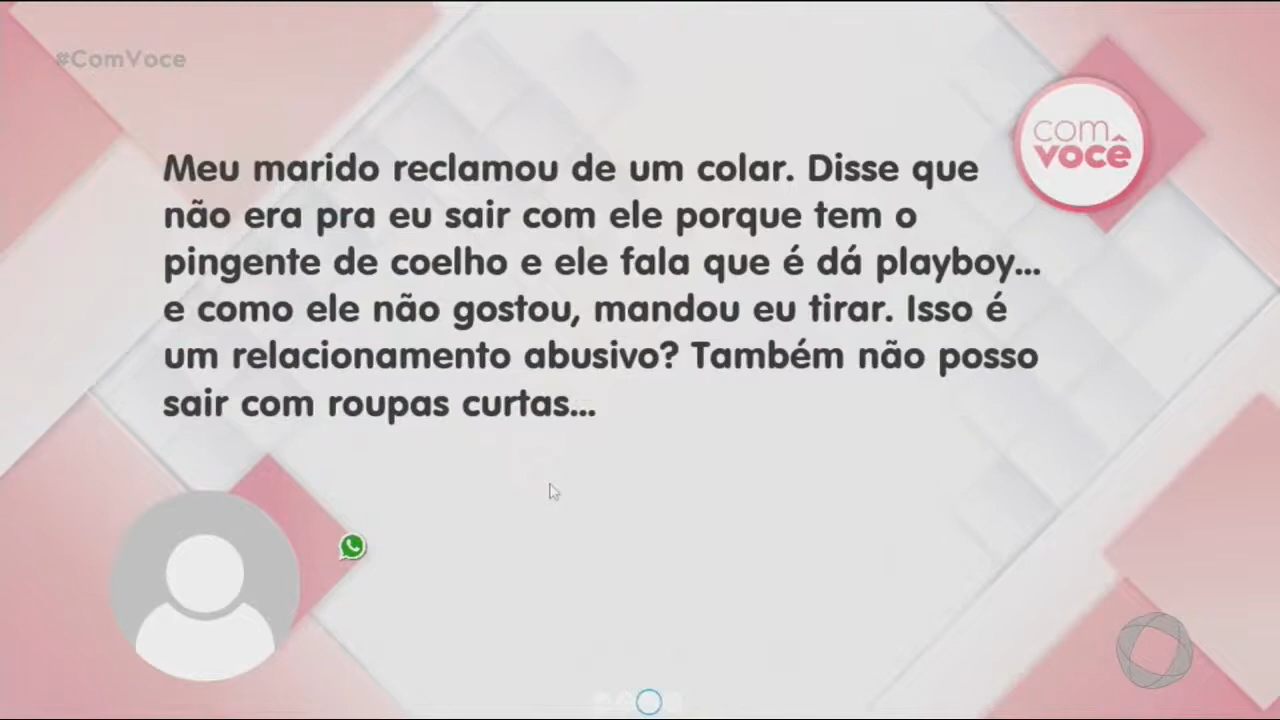 #ComVoce
com
você
Meu marido reclamou de um colar. Disse que
não era pra eu sair com ele porque tem o
pingente de coelho e ele fala que é dá playboy...
e como ele não gostou, mandou eu tirar. Isso é
um relacionamento abusivo? Também não posso
sair com roupas curtas...